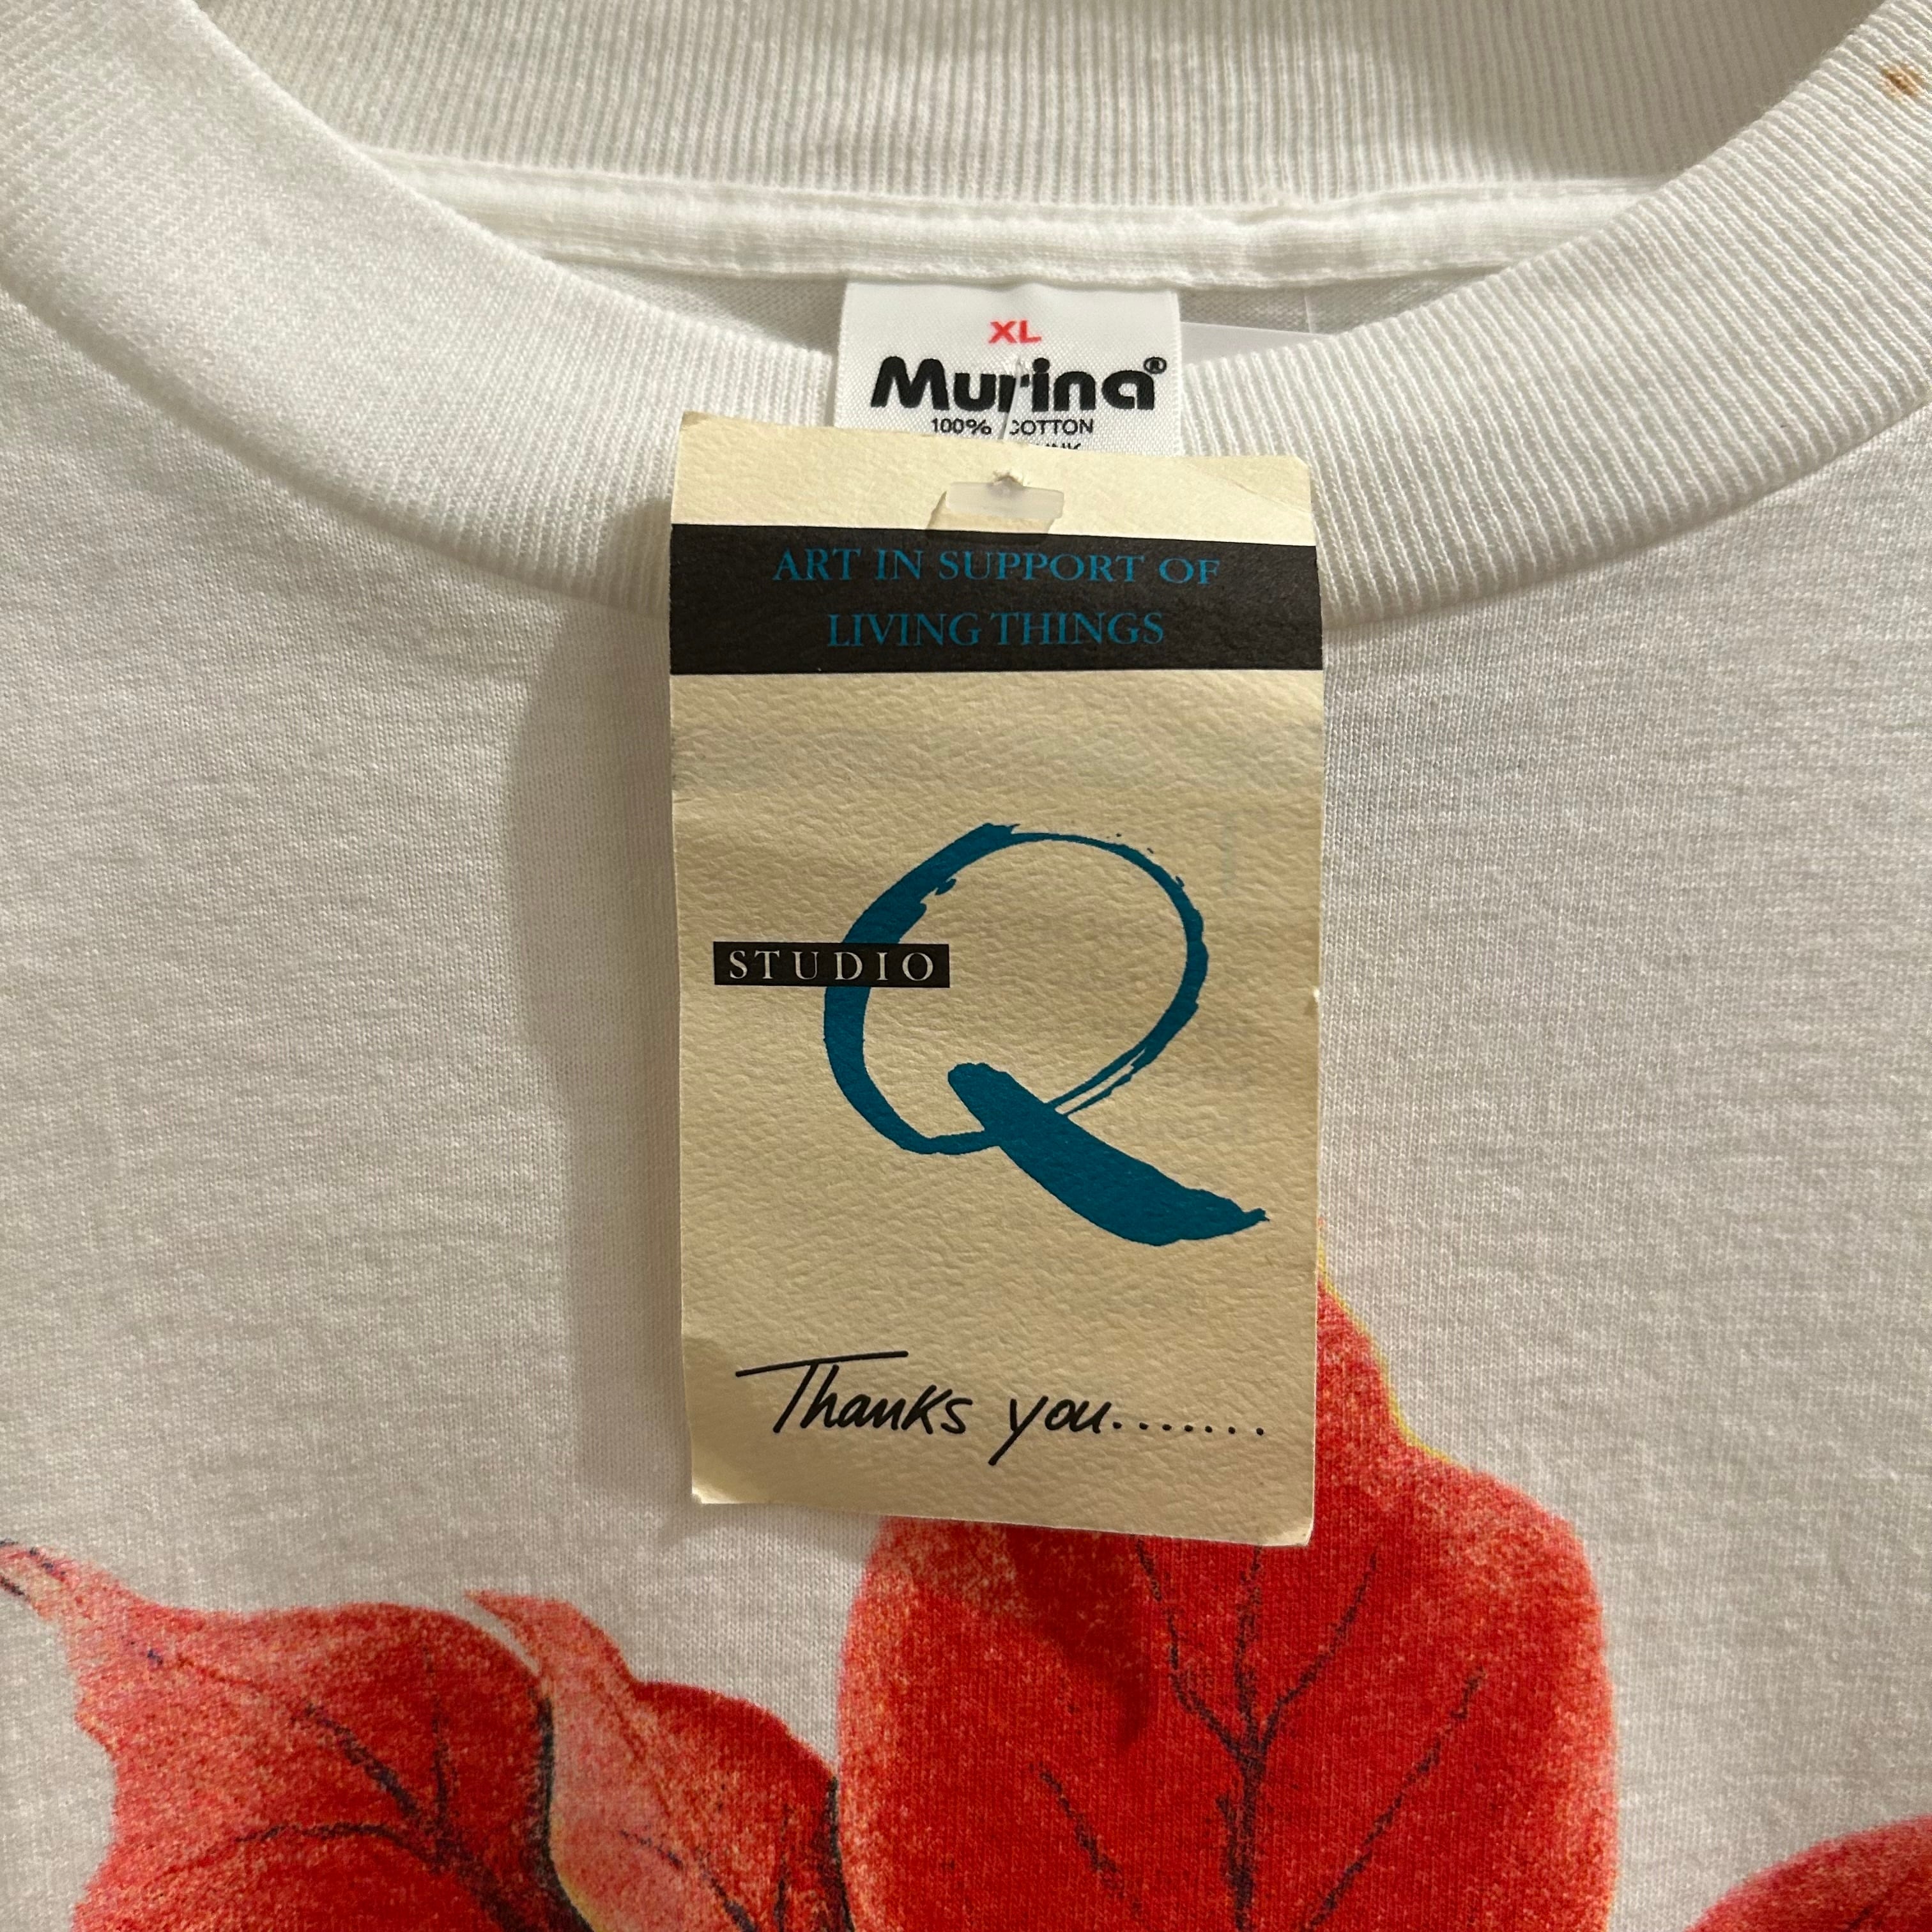 XL
Murina®
100% COTTON
ART IN SUPPORT OF
LIVING THINGS
STUDIO
Q
Thanks you.......